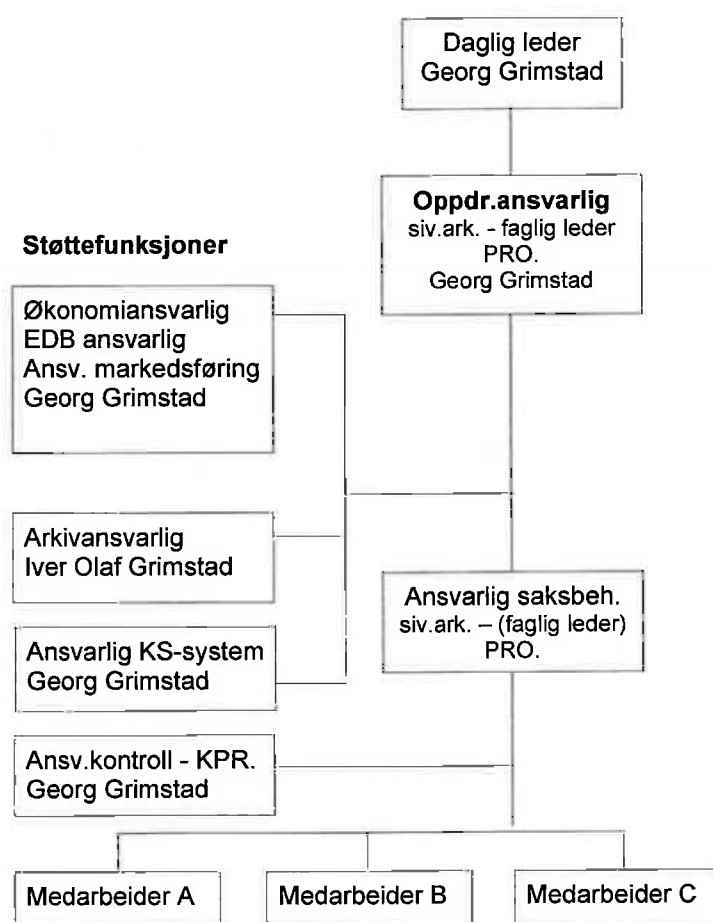 Daglig leder
Georg Grimstad
Oppdr.ansvarlig
siv.ark. - faglig leder
PRO.
Georg Grimstad
Støttefunksjoner
Økonomiansvarlig
EDB ansvarlig
Ansv. markedsføring
Georg Grimstad
Arkivansvarlig
Iver Olaf Grimstad
Ansvarlig saksbeh.
siv.ark. – (faglig leder)
PRO.
Ansvarlig KS-system
Georg Grimstad
Ansv.kontroll - KPR.
Georg Grimstad
Medarbeider A
Medarbeider B
Medarbeider C